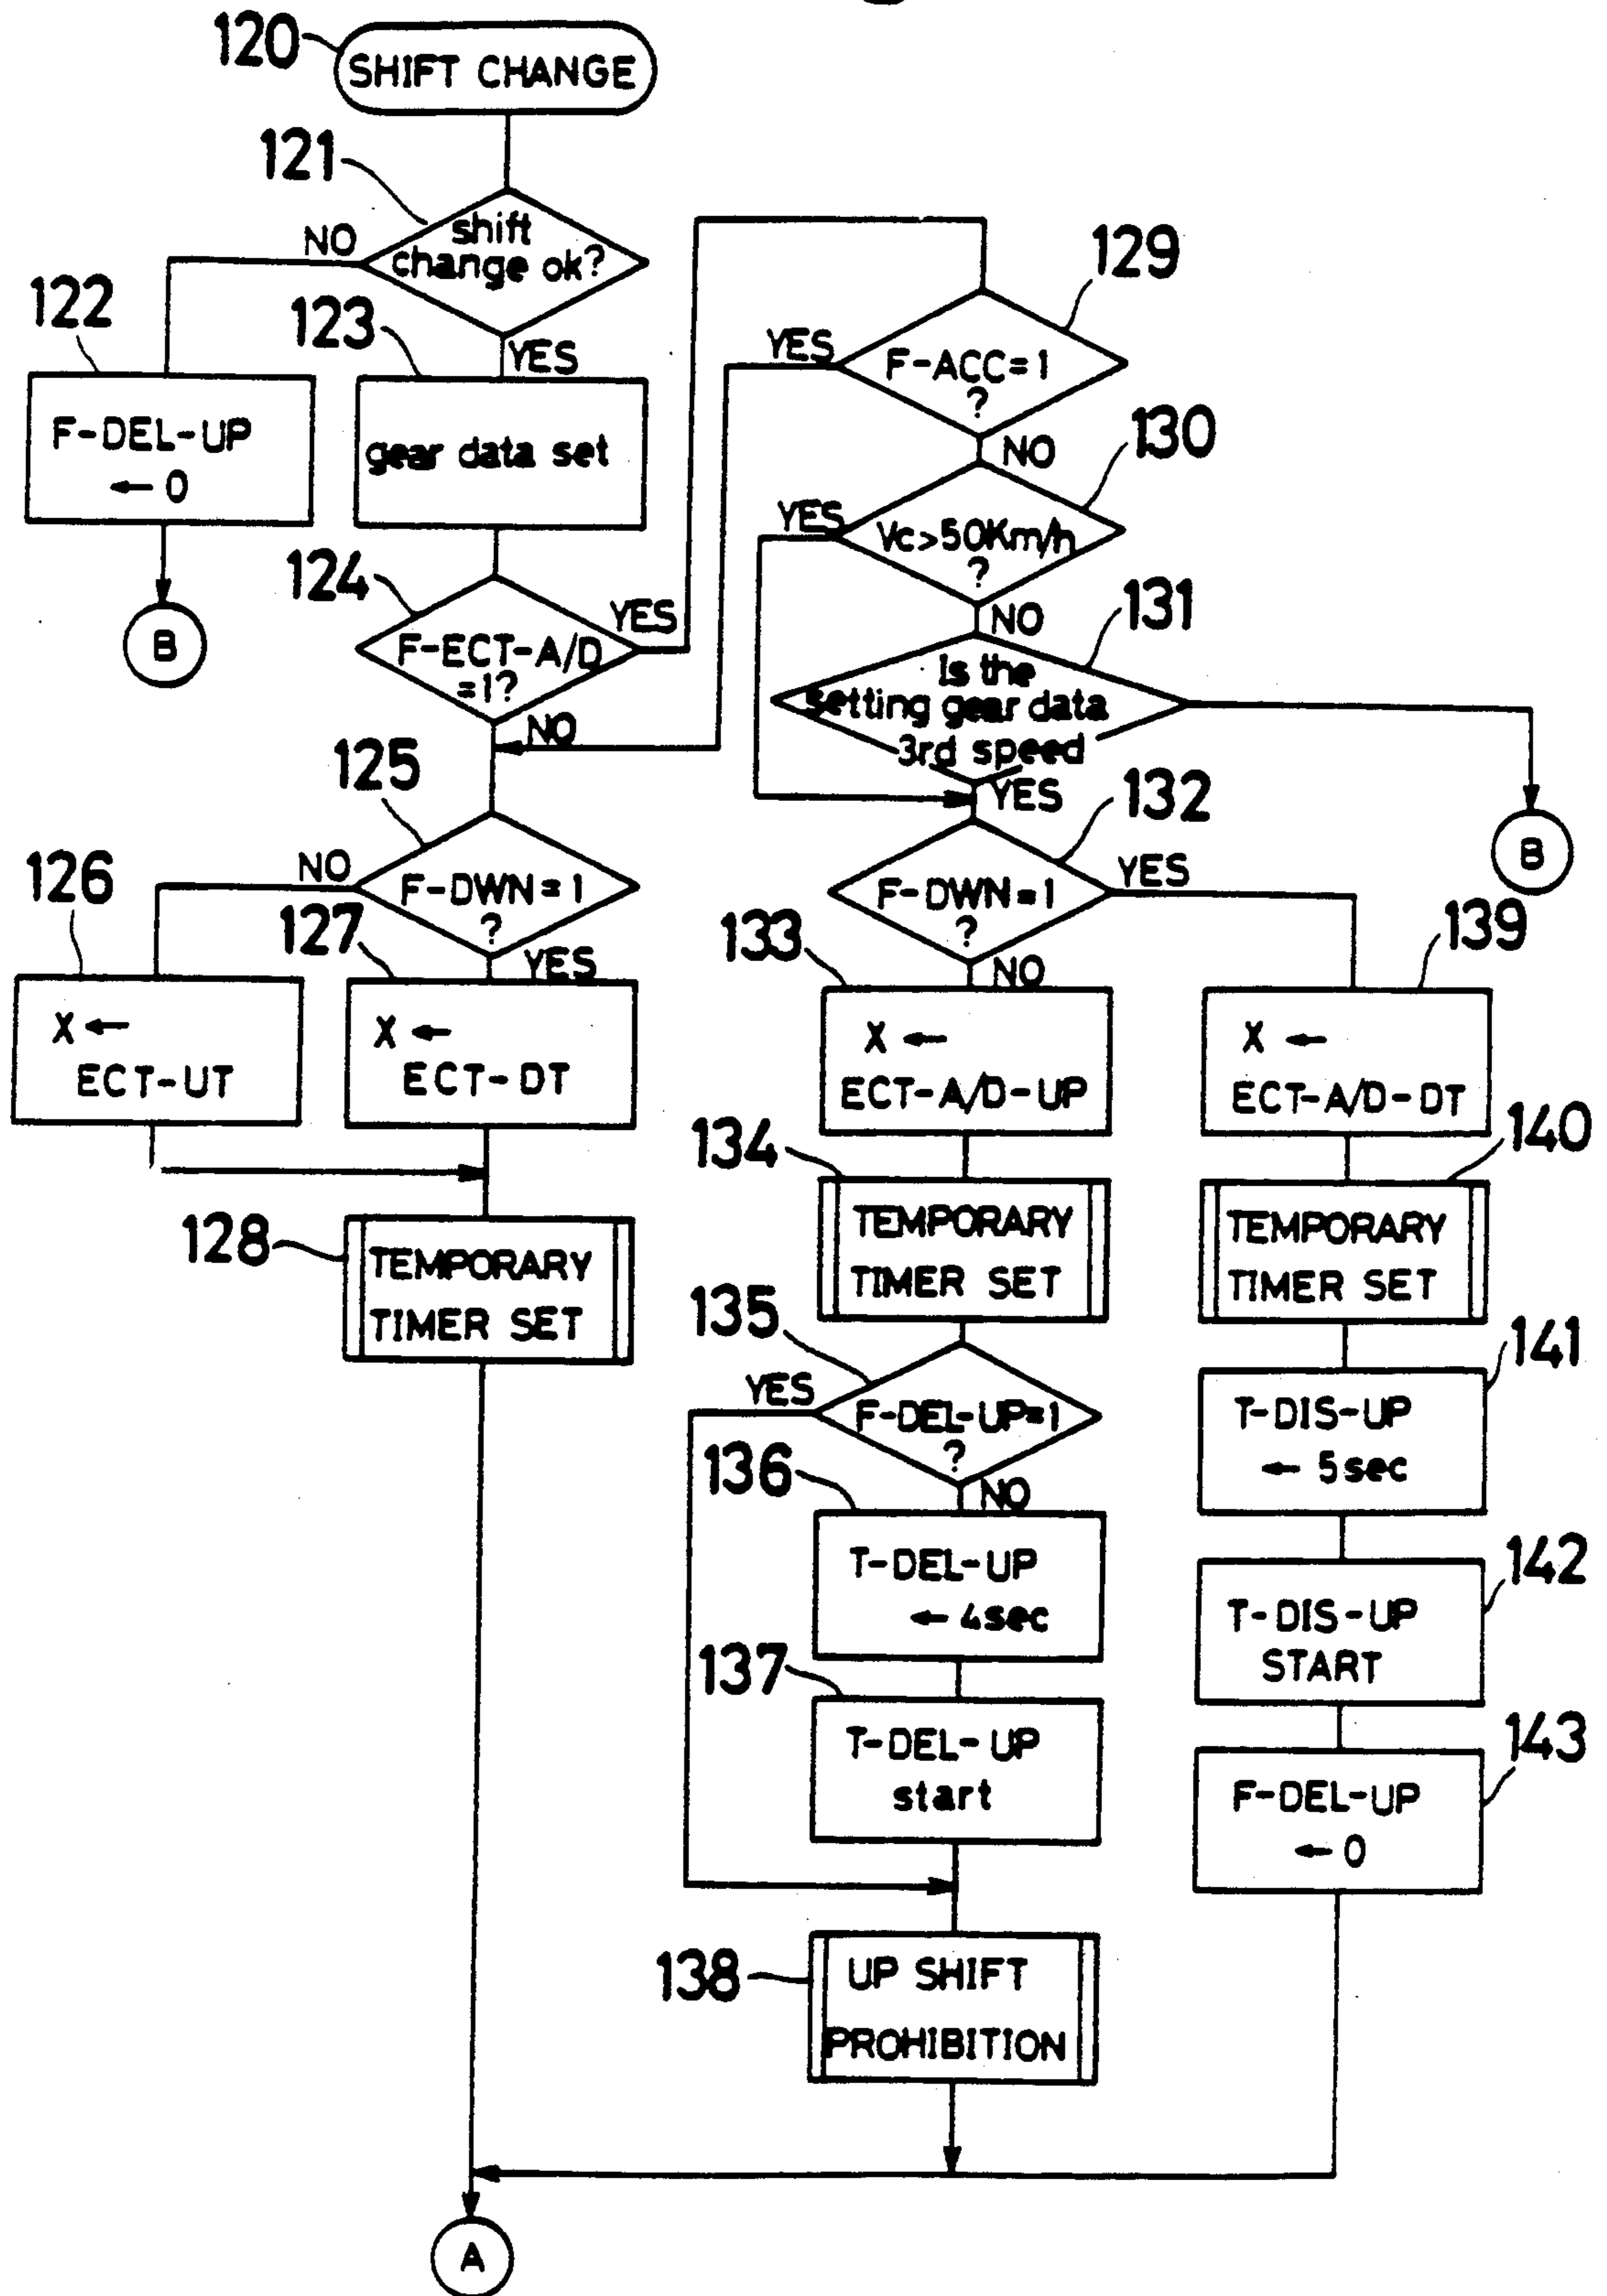 120
SHIFT CHANGE
121
shift
change ok?
NO
YES
122
F-DEL-UP
← 0
B
123
gear data set
124
F-ECT-A/D
=1?
YES
NO
125
F-DWN=1
?
NO
YES
126
X ←
ECT-UT
127
X ←
ECT-DT
128
TEMPORARY
TIMER SET
129
F-ACC=1
?
YES
NO
130
Vc>50Km/h
?
YES
NO
131
Is the
setting gear data
3rd speed
YES
B
132
F-DWN=1
?
YES
NO
133
X ←
ECT-A/D-UP
134
TEMPORARY
TIMER SET
135
F-DEL-UP=1
?
YES
NO
136
T-DEL-UP
← 4sec
137
T-DEL-UP
start
138
UP SHIFT
PROHIBITION
139
X ←
ECT-A/D-DT
140
TEMPORARY
TIMER SET
141
T-DIS-UP
← 5sec
142
T-DIS-UP
START
143
F-DEL-UP
← 0
A